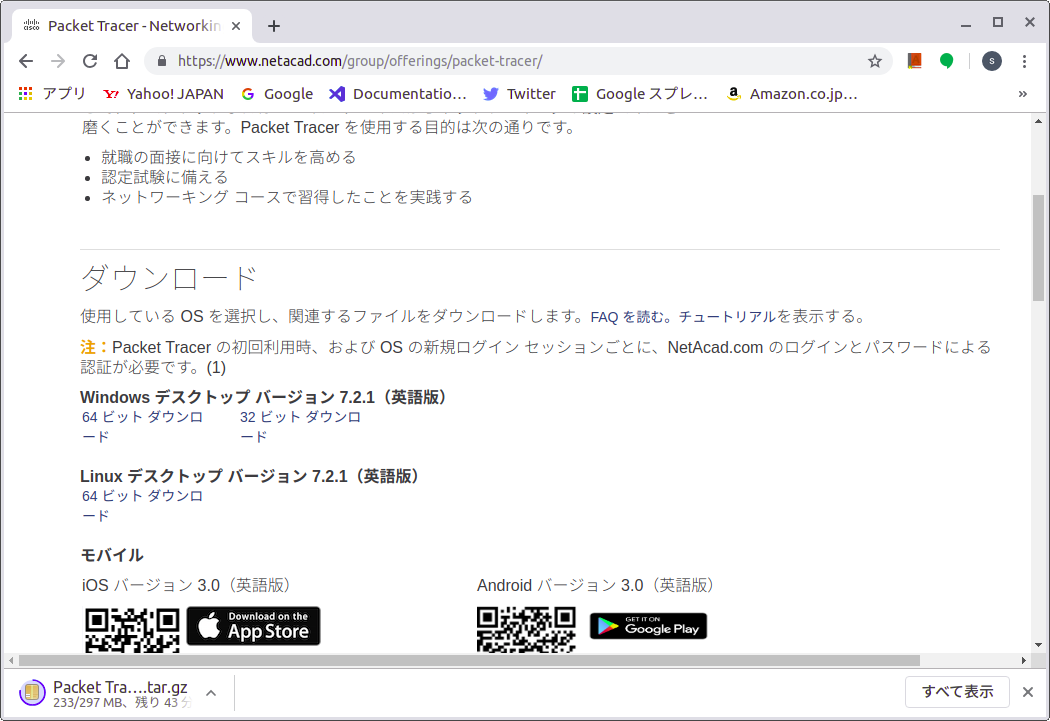 cisco Packet Tracer - Networkin
https://www.netacad.com/group/offerings/packet-tracer/
S
アプリ Yahoo! JAPAN Google Documentatio… Twitter Google スプレ… Amazon.co.jp… »
磨くことができます。Packet Tracer を使用する目的は次の通りです。
就職の面接に向けてスキルを高める
認定試験に備える
ネットワーキング コースで習得したことを実践する
ダウンロード
使用している OS を選択し、関連するファイルをダウンロードします。FAQ を読む。チュートリアルを表示する。
注：Packet Tracer の初回利用時、および OS の新規ログイン セッションごとに、NetAcad.com のログインとパスワードによる
認証が必要です。(1)
Windows デスクトップ バージョン 7.2.1（英語版）
64 ビット ダウンロ 32 ビット ダウンロ
ード ード
Linux デスクトップ バージョン 7.2.1（英語版）
64 ビット ダウンロ
ード
モバイル
iOS バージョン 3.0（英語版） Android バージョン 3.0（英語版）
Download on the GET IT ON
App Store Google Play
Packet Tra….tar.gz すべて表示
233/297 MB、残り 43